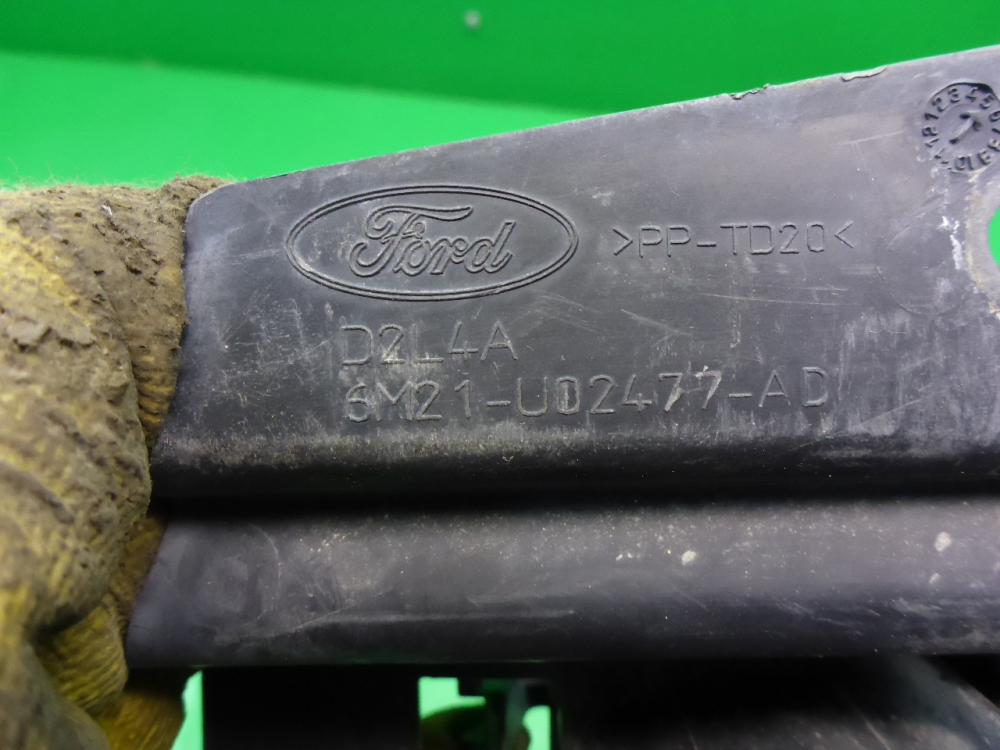 Ford
>PP-TD20<
D2L4A
6M21-U02477-AD